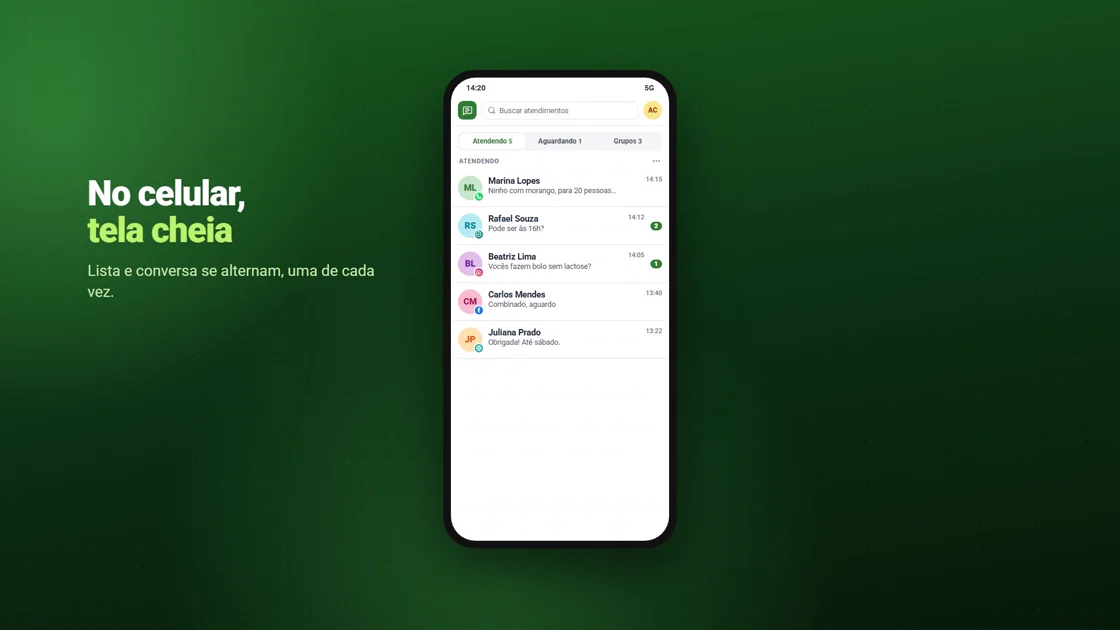 No celular,
tela cheia
Lista e conversa se alternam, uma de cada
vez.
14:20 5G
Buscar atendimentos AC
Atendendo 5 Aguardando 1 Grupos 3
ATENDENDO
ML Marina Lopes 14:15
Ninho com morango, para 20 pessoas...
RS Rafael Souza 14:12
Pode ser às 16h? 2
BL Beatriz Lima 14:05
Vocês fazem bolo sem lactose? 1
CM Carlos Mendes 13:40
Combinado, aguardo
JP Juliana Prado 13:22
Obrigada! Até sábado.